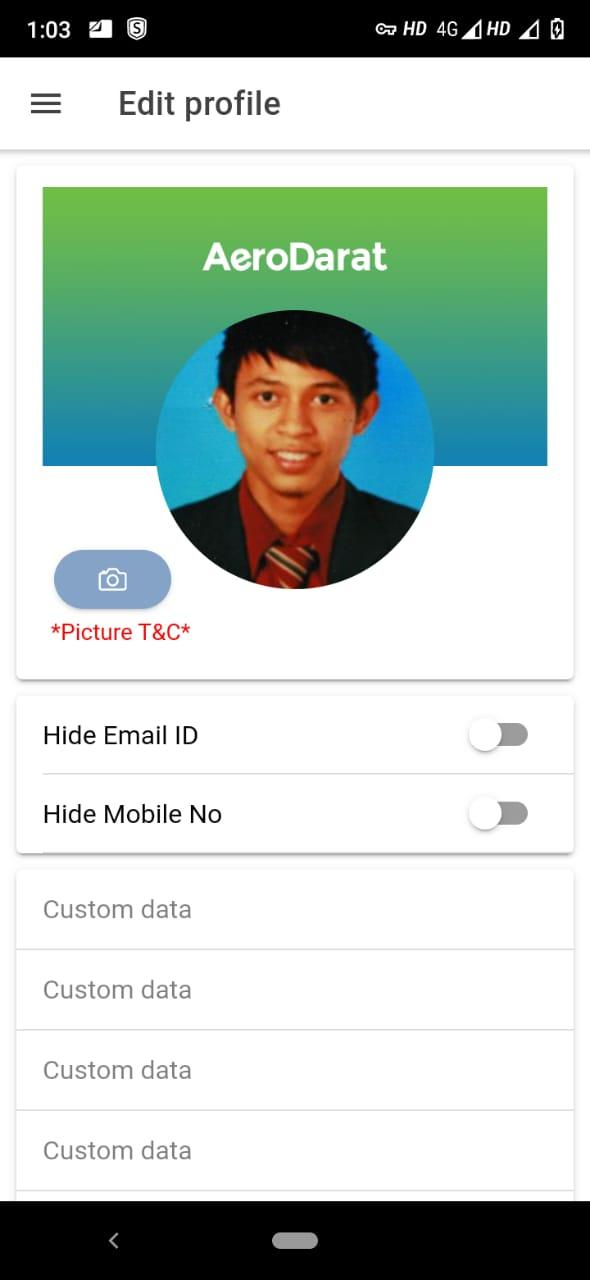 1:03
HD 4G HD
Edit profile
AeroDarat
*Picture T&C*
Hide Email ID
Hide Mobile No
Custom data
Custom data
Custom data
Custom data